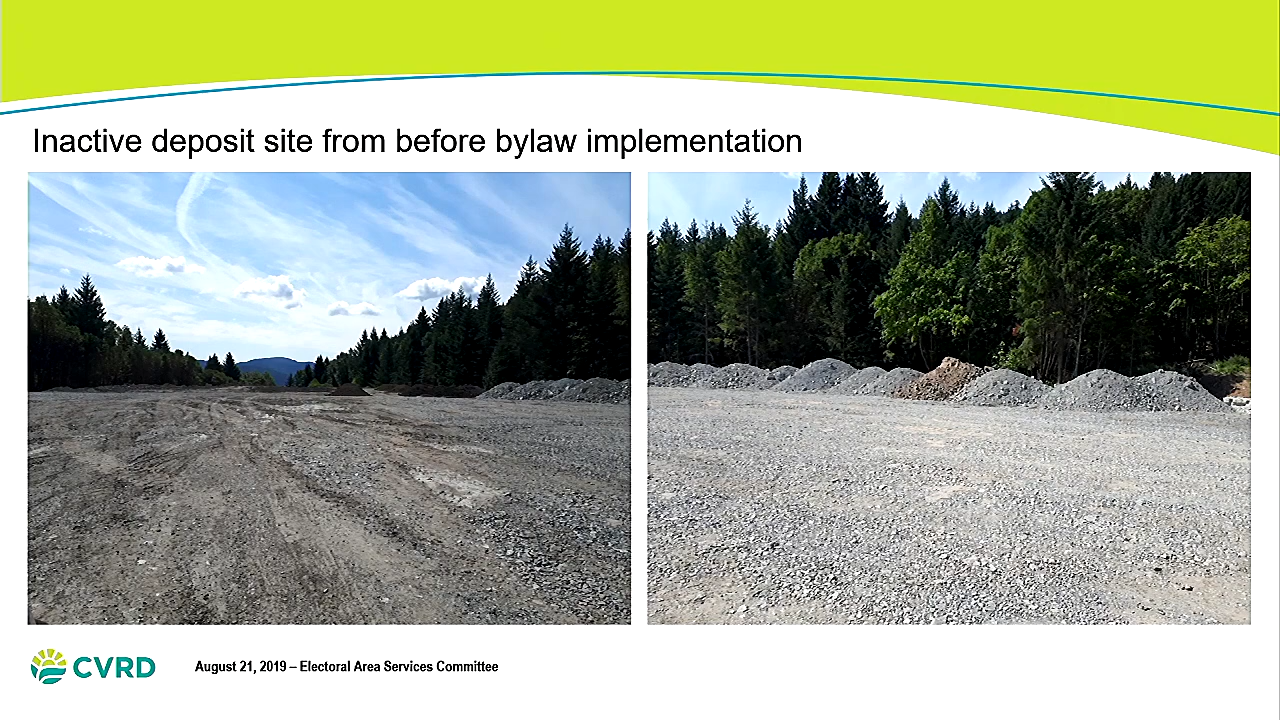 Inactive deposit site from before bylaw implementation
CVRD
August 21, 2019 – Electoral Area Services Committee